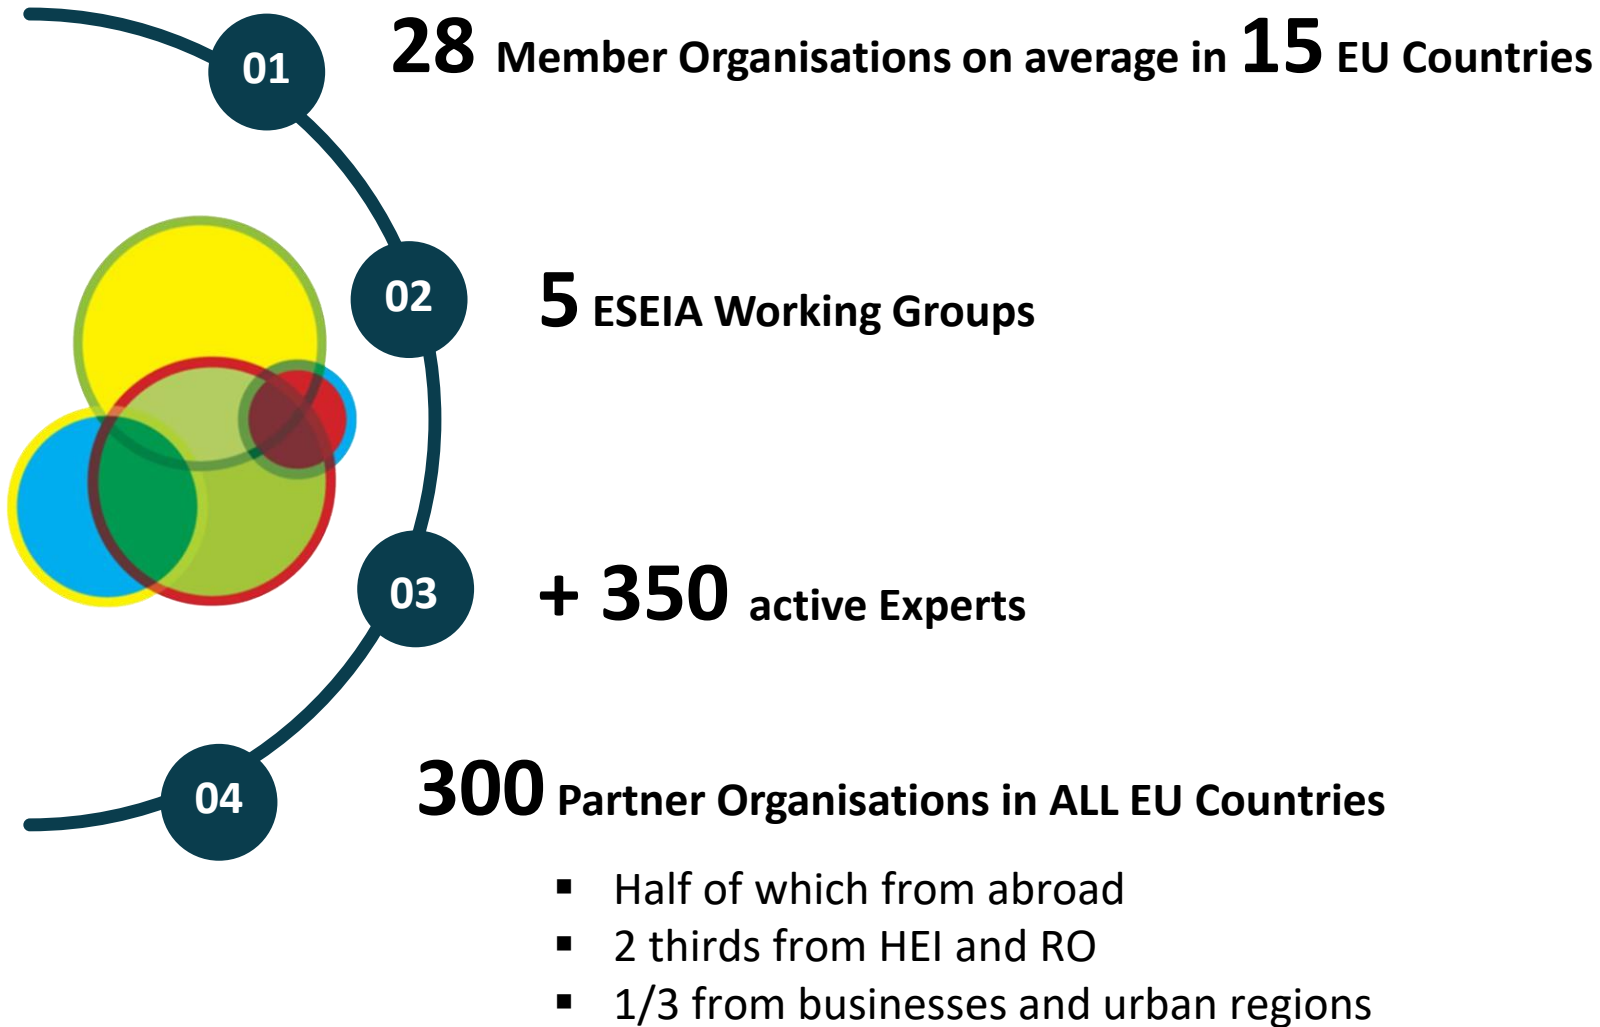 01
28 Member Organisations on average in 15 EU Countries
02
5 ESEIA Working Groups
03
+ 350 active Experts
04
300 Partner Organisations in ALL EU Countries
▪ Half of which from abroad
▪ 2 thirds from HEI and RO
▪ 1/3 from businesses and urban regions